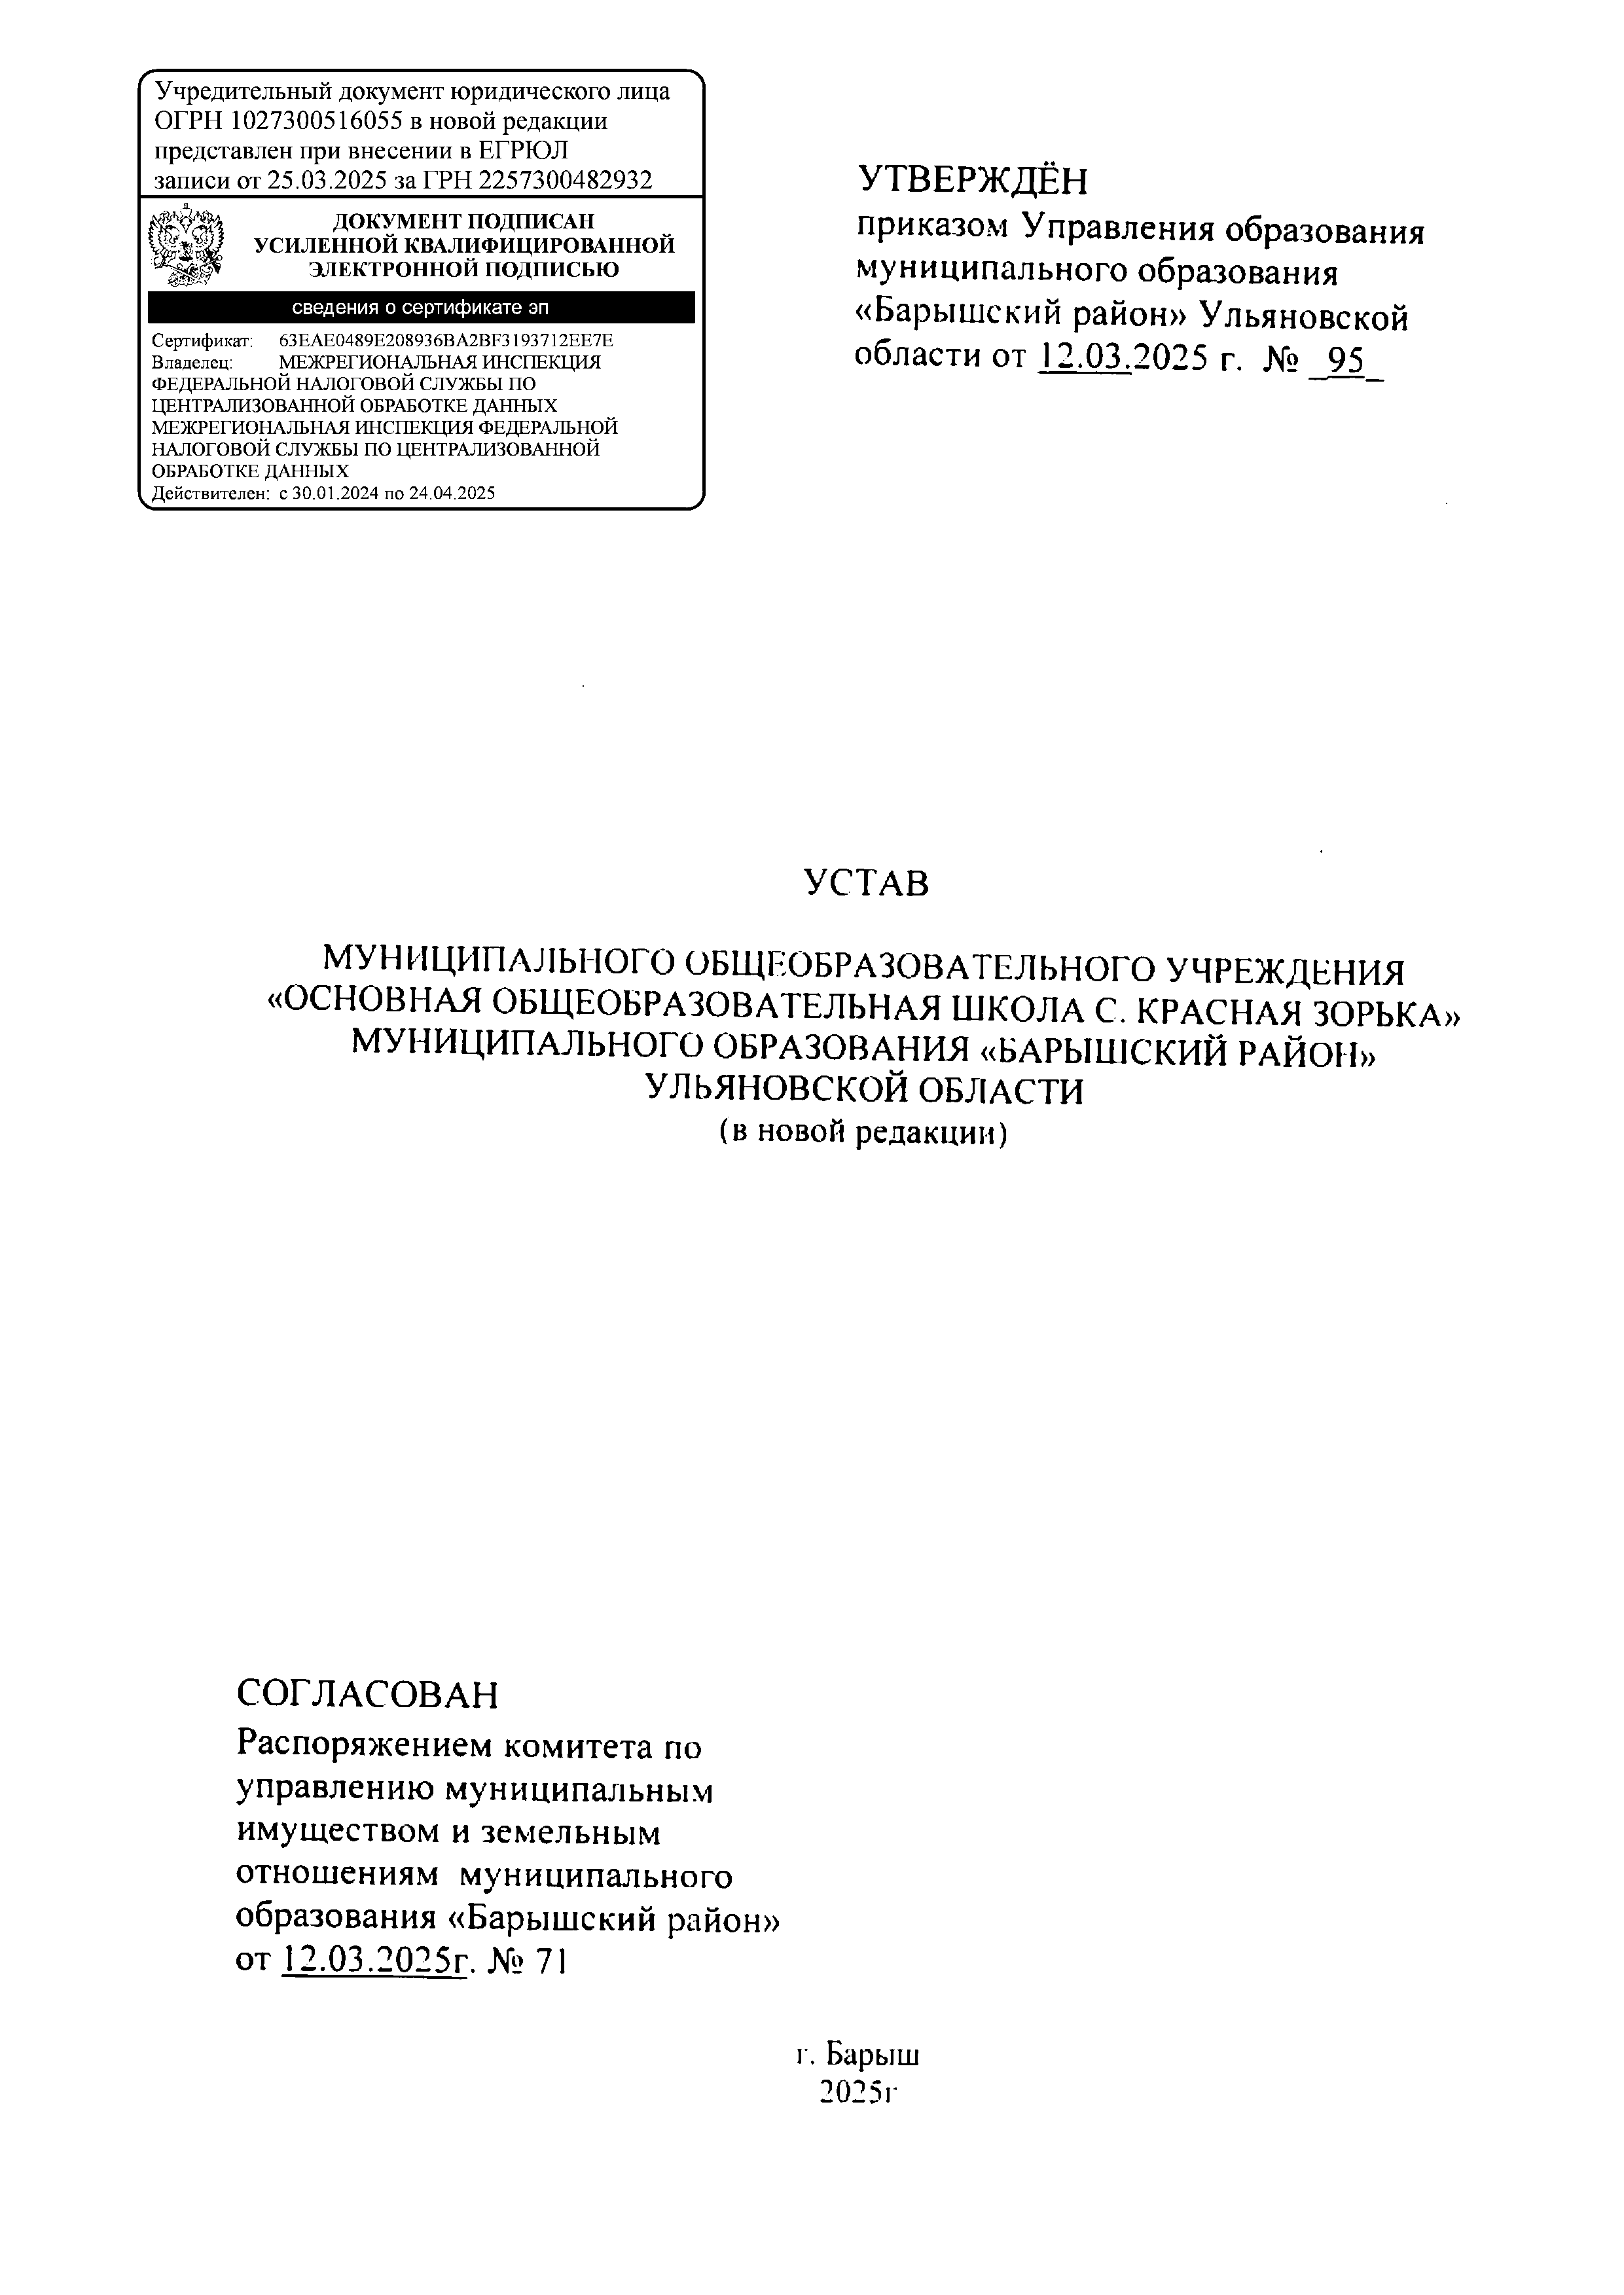 Учредительный документ юридического лица
ОГРН 1027300516055 в новой редакции
представлен при внесении в ЕГРЮЛ
записи от 25.03.2025 за ГРН 2257300482932
ДОКУМЕНТ ПОДПИСАН
УСИЛЕННОЙ КВАЛИФИЦИРОВАННОЙ
ЭЛЕКТРОННОЙ ПОДПИСЬЮ
сведения о сертификате эп
Сертификат: 63EAE0489E208936BA2BF3193712EE7E
Владелец: МЕЖРЕГИОНАЛЬНАЯ ИНСПЕКЦИЯ
ФЕДЕРАЛЬНОЙ НАЛОГОВОЙ СЛУЖБЫ ПО
ЦЕНТРАЛИЗОВАННОЙ ОБРАБОТКЕ ДАННЫХ
МЕЖРЕГИОНАЛЬНАЯ ИНСПЕКЦИЯ ФЕДЕРАЛЬНОЙ
НАЛОГОВОЙ СЛУЖБЫ ПО ЦЕНТРАЛИЗОВАННОЙ
ОБРАБОТКЕ ДАННЫХ
Действителен: с 30.01.2024 по 24.04.2025
УТВЕРЖДЁН
приказом Управления образования
муниципального образования
«Барышский район» Ульяновской
области от 12.03.2025 г. № _95_
УСТАВ
МУНИЦИПАЛЬНОГО ОБЩЕОБРАЗОВАТЕЛЬНОГО УЧРЕЖДЕНИЯ
«ОСНОВНАЯ ОБЩЕОБРАЗОВАТЕЛЬНАЯ ШКОЛА С. КРАСНАЯ ЗОРЬКА»
МУНИЦИПАЛЬНОГО ОБРАЗОВАНИЯ «БАРЫШСКИЙ РАЙОН»
УЛЬЯНОВСКОЙ ОБЛАСТИ
(в новой редакции)
СОГЛАСОВАН
Распоряжением комитета по
управлению муниципальным
имуществом и земельным
отношениям муниципального
образования «Барышский район»
от 12.03.2025г. № 71
г. Барыш
2025г